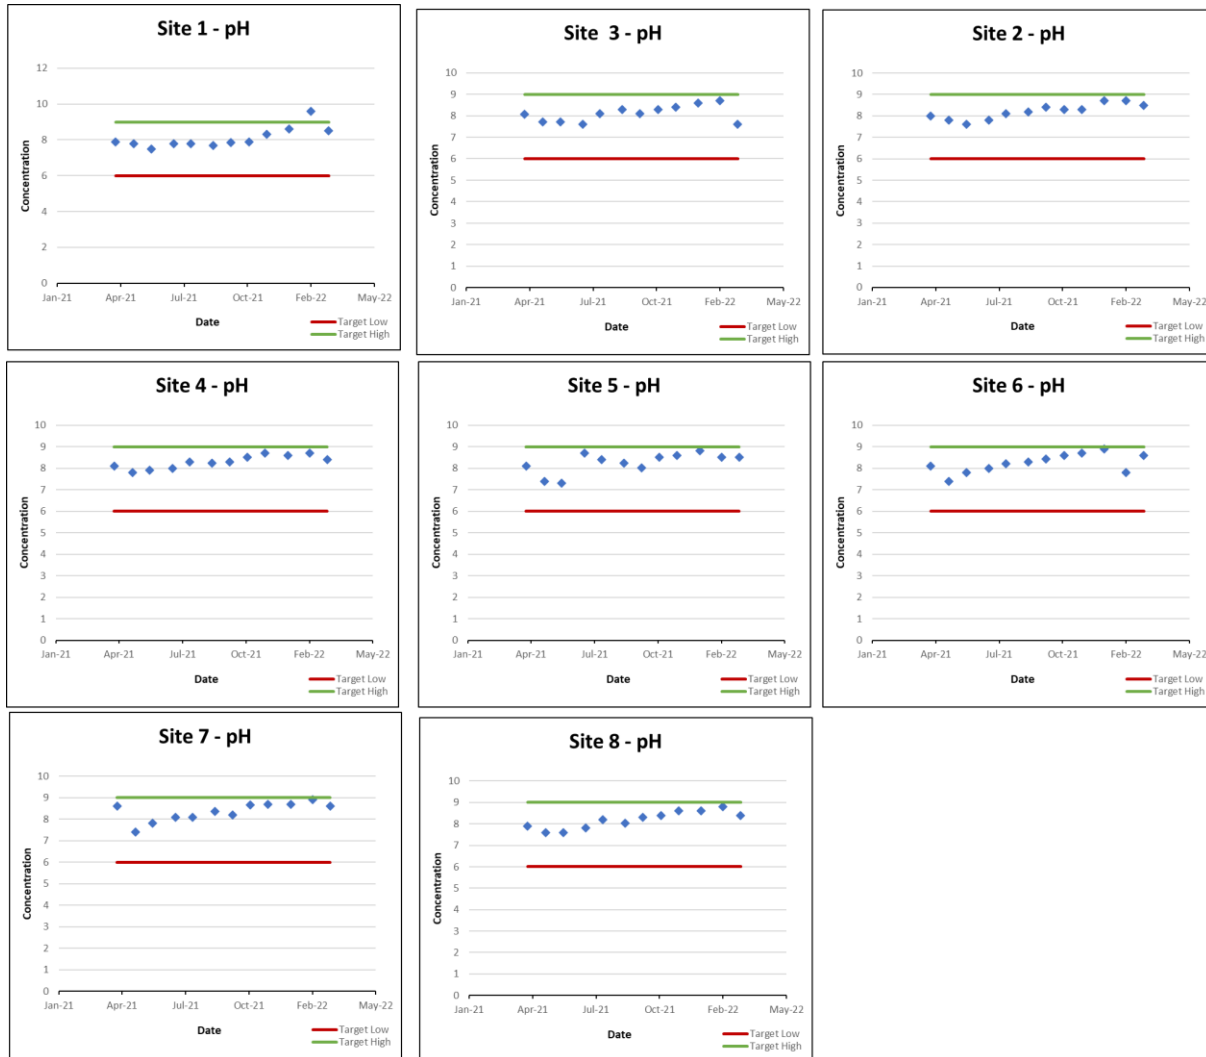 Site 1 - pH
12
10
8
6
4
2
0
Concentration
Jan-21 Apr-21 Jul-21 Oct-21 Feb-22 May-22
Date
Target Low
Target High
Site 3 - pH
10
9
8
7
6
5
4
3
2
1
0
Concentration
Jan-21 Apr-21 Jul-21 Oct-21 Feb-22 May-22
Date
Target Low
Target High
Site 2 - pH
10
9
8
7
6
5
4
3
2
1
0
Concentration
Jan-21 Apr-21 Jul-21 Oct-21 Feb-22 May-22
Date
Target Low
Target High
Site 4 - pH
10
9
8
7
6
5
4
3
2
1
0
Concentration
Jan-21 Apr-21 Jul-21 Oct-21 Feb-22 May-22
Date
Target Low
Target High
Site 5 - pH
10
9
8
7
6
5
4
3
2
1
0
Concentration
Jan-21 Apr-21 Jul-21 Oct-21 Feb-22 May-22
Date
Target Low
Target High
Site 6 - pH
10
9
8
7
6
5
4
3
2
1
0
Concentration
Jan-21 Apr-21 Jul-21 Oct-21 Feb-22 May-22
Date
Target Low
Target High
Site 7 - pH
10
9
8
7
6
5
4
3
2
1
0
Concentration
Jan-21 Apr-21 Jul-21 Oct-21 Feb-22 May-22
Date
Target Low
Target High
Site 8 - pH
10
9
8
7
6
5
4
3
2
1
0
Concentration
Jan-21 Apr-21 Jul-21 Oct-21 Feb-22 May-22
Date
Target Low
Target High